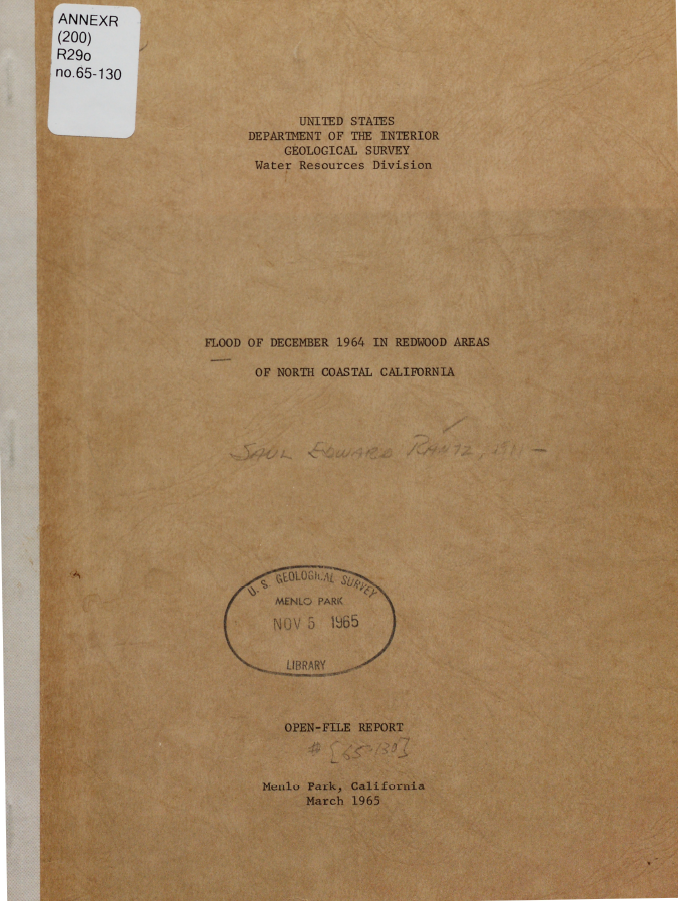 ANNEXR
(200)
R29o
no.65-130
UNITED STATES
DEPARTMENT OF THE INTERIOR
GEOLOGICAL SURVEY
Water Resources Division
FLOOD OF DECEMBER 1964 IN REDWOOD AREAS
OF NORTH COASTAL CALIFORNIA
SAUL EDWARD RANTZ,
U. S. GEOLOGICAL SURVEY
MENLO PARK
NOV 5 1965
LIBRARY
OPEN-FILE REPORT
# [65-130]
Menlo Park, California
March 1965